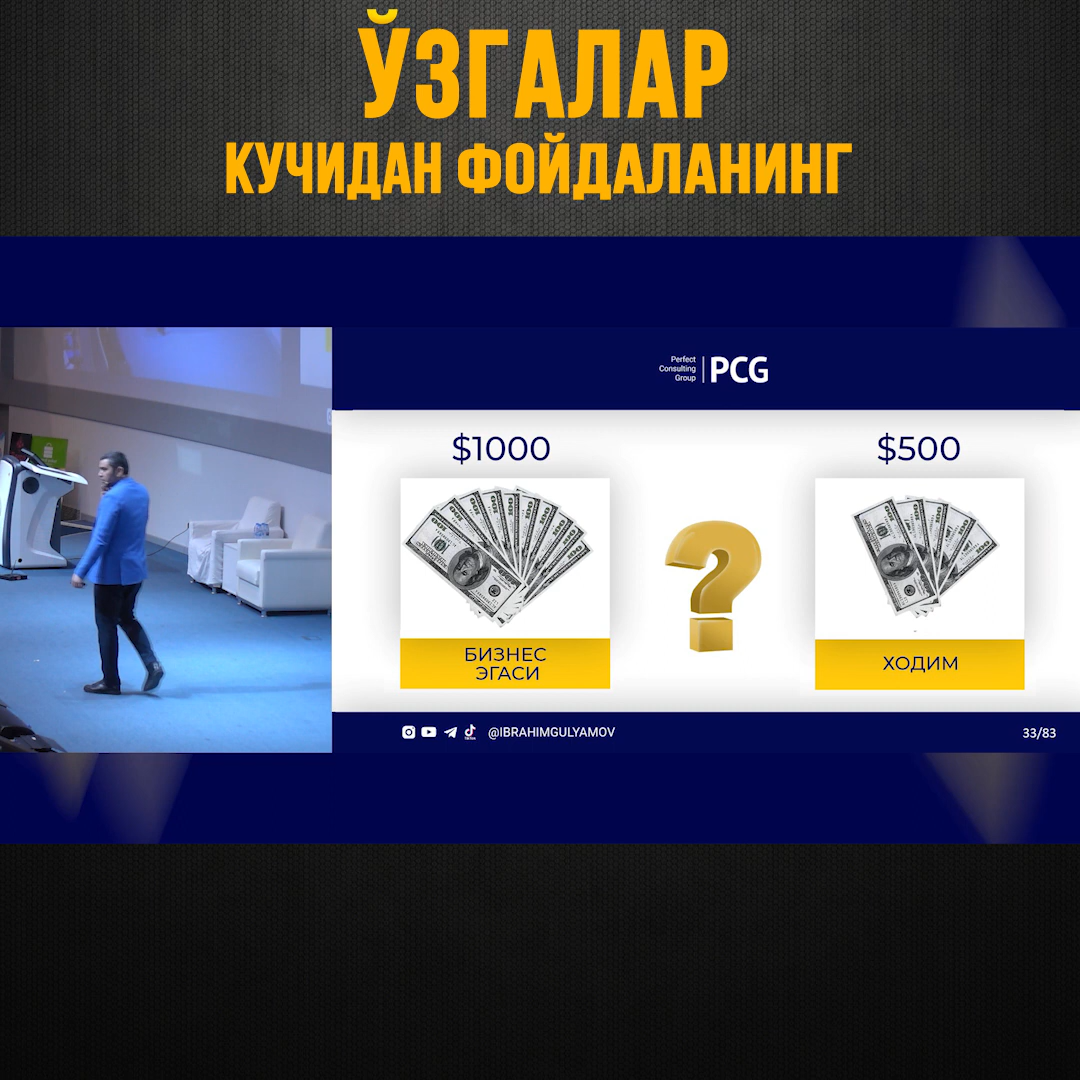 ЎЗГАЛАР
КУЧИДАН ФОЙДАЛАНИНГ
Perfect
Consulting
Group
PCG
$1000
$500
БИЗНЕС
ЭГАСИ
ХОДИМ
@IBRAHIMGULYAMOV
33/83